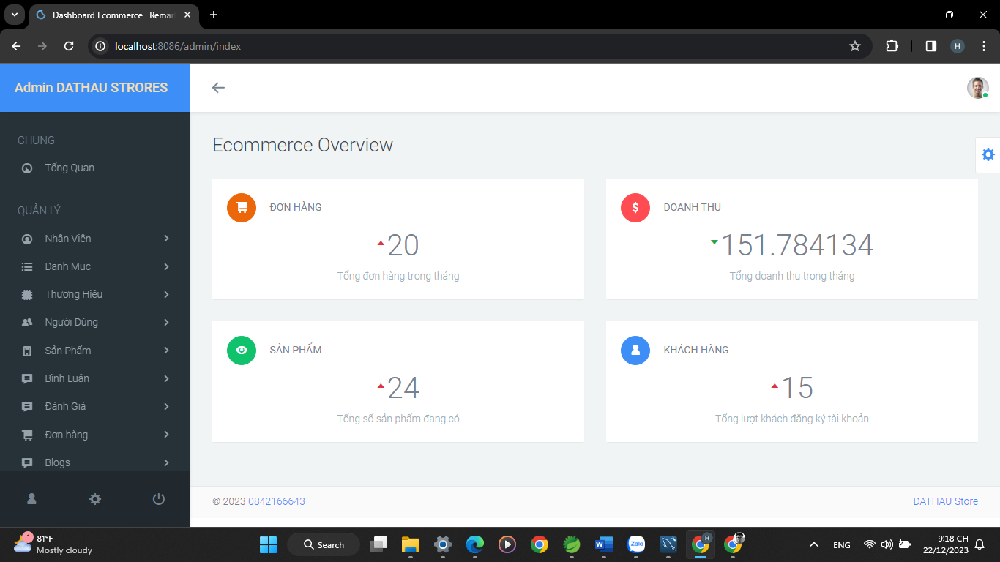 Dashboard Ecommerce | Remar
localhost:8086/admin/index
H
Admin DATHAU STRORES
CHUNG
Tổng Quan
QUẢN LÝ
Nhân Viên
Danh Mục
Thương Hiệu
Người Dùng
Sản Phẩm
Bình Luận
Đánh Giá
Đơn hàng
Blogs
Ecommerce Overview
ĐƠN HÀNG
20
Tổng đơn hàng trong tháng
DOANH THU
151.784134
Tổng doanh thu trong tháng
SẢN PHẨM
24
Tổng số sản phẩm đang có
KHÁCH HÀNG
15
Tổng lượt khách đăng ký tài khoản
© 2023 0842166643
DATHAU Store
1
81°F
Mostly cloudy
Search
Zalo
H
ENG
9:18 CH
22/12/2023